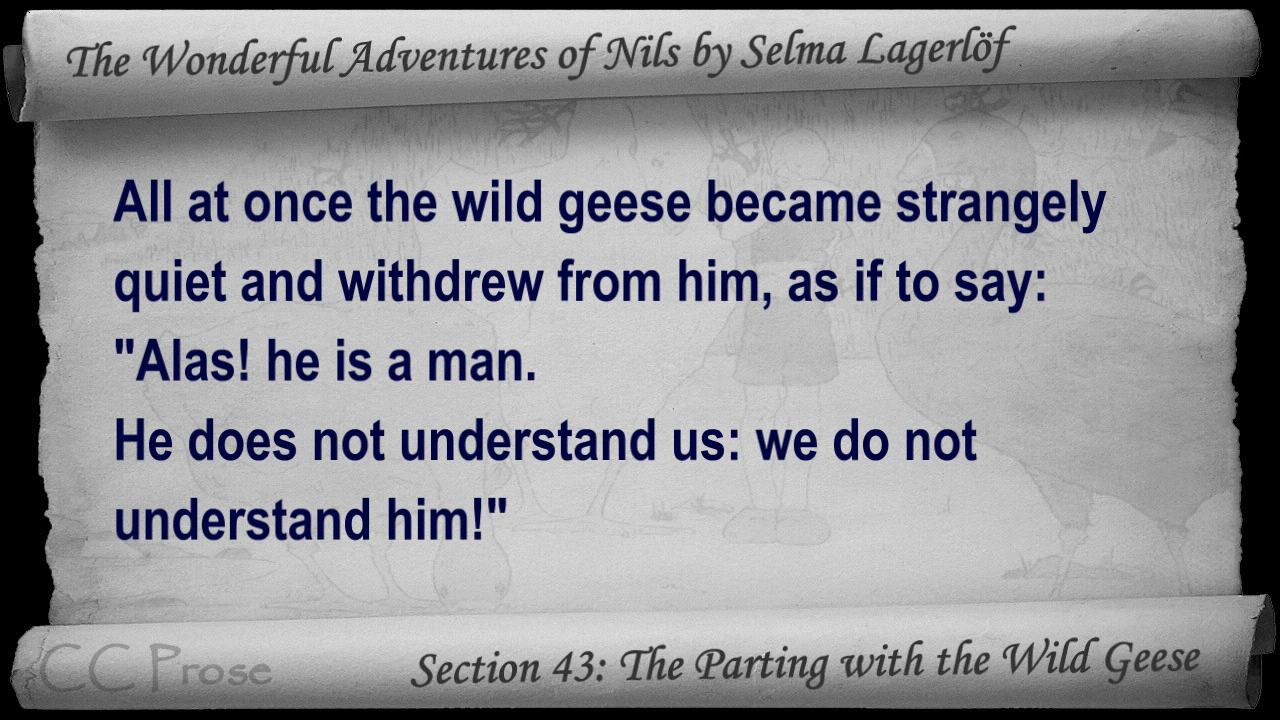 The Wonderful Adventures of Nils by Selma Lagerlöf
All at once the wild geese became strangely
quiet and withdrew from him, as if to say:
"Alas! he is a man.
He does not understand us: we do not
understand him!"
CC Prose
Section 43: The Parting with the Wild Geese